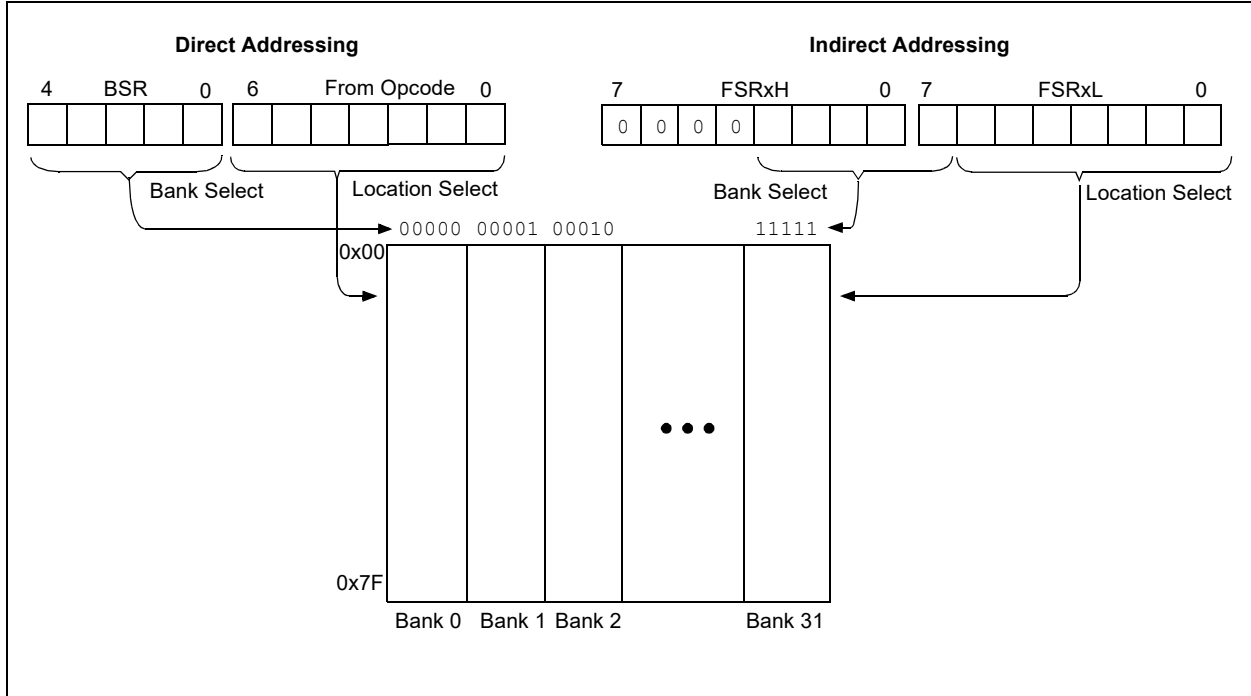 Direct Addressing Indirect Addressing
4 BSR 0 6 From Opcode 0 7 FSRxH 0 7 FSRxL 0
0 0 0 0
Bank Select Location Select Bank Select Location Select
00000 00001 00010 11111
0x00
0x7F
Bank 0 Bank 1 Bank 2 Bank 31